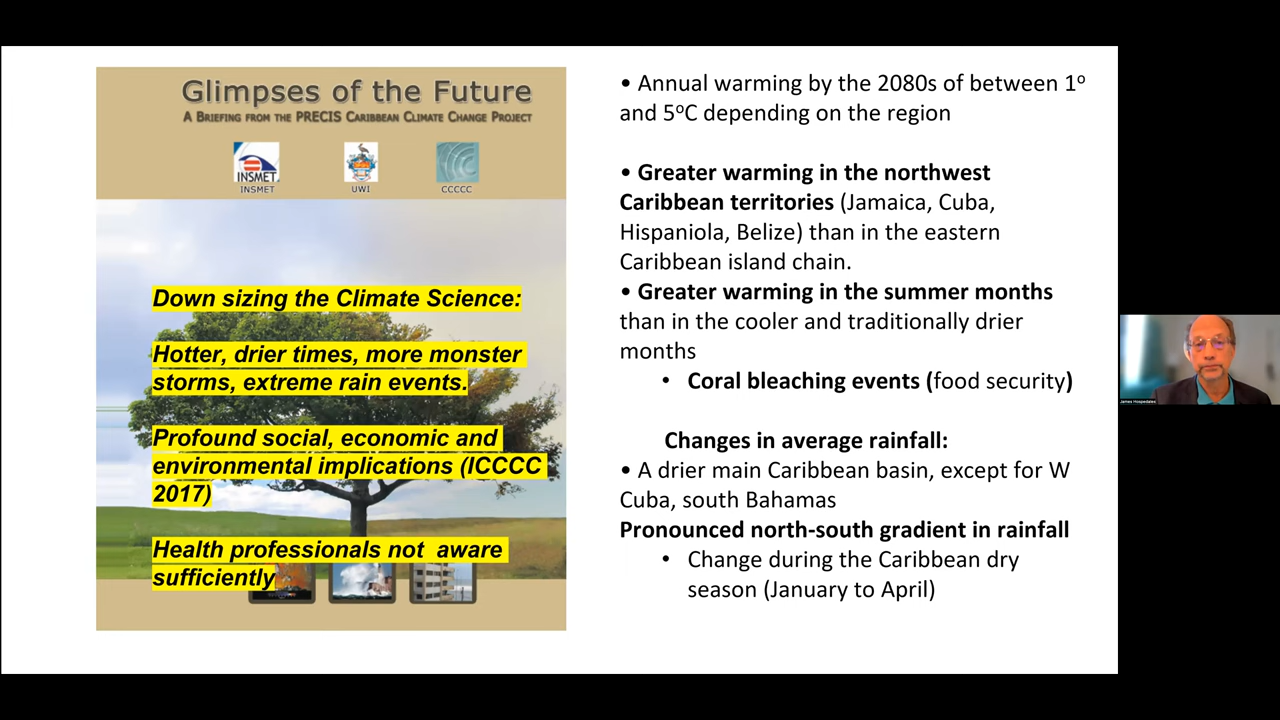 Glimpses of the Future
A BRIEFING FROM THE PRECIS CARIBBEAN CLIMATE CHANGE PROJECT
INSMET
INSMET
UWI
CCCCC
Down sizing the Climate Science:
Hotter, drier times, more monster
storms, extreme rain events.
Profound social, economic and
environmental implications (ICCCC
2017)
Health professionals not  aware
sufficiently
• Annual warming by the 2080s of between 1º
and 5ºC depending on the region
• Greater warming in the northwest
Caribbean territories (Jamaica, Cuba,
Hispaniola, Belize) than in the eastern
Caribbean island chain.
• Greater warming in the summer months
than in the cooler and traditionally drier
months
• Coral bleaching events (food security)
Changes in average rainfall:
• A drier main Caribbean basin, except for W
Cuba, south Bahamas
Pronounced north-south gradient in rainfall
• Change during the Caribbean dry
season (January to April)
James Hospedales